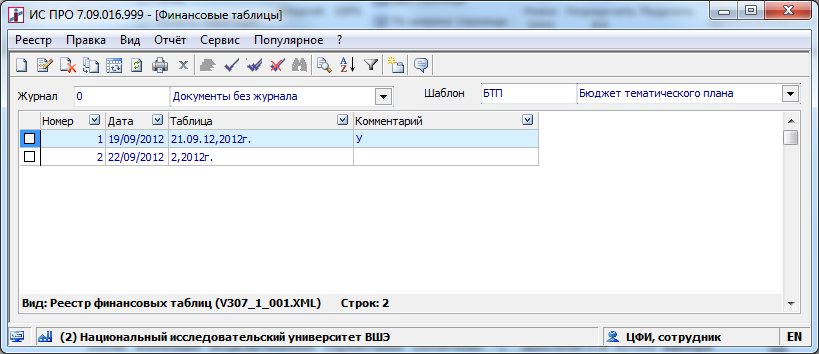 ИС ПРО 7.09.016.999 - [Финансовые таблицы]
Реестр Правка Вид Отчёт Сервис Популярное ?
Журнал 0 Документы без журнала Шаблон БТП Бюджет тематического плана
Номер Дата Таблица Комментарий
1 19/09/2012 21.09.12,2012г. У
2 22/09/2012 2,2012г.
Вид: Реестр финансовых таблиц (V307_1_001.XML) Строк: 2
(2) Национальный исследовательский университет ВШЭ ЦФИ, сотрудник EN